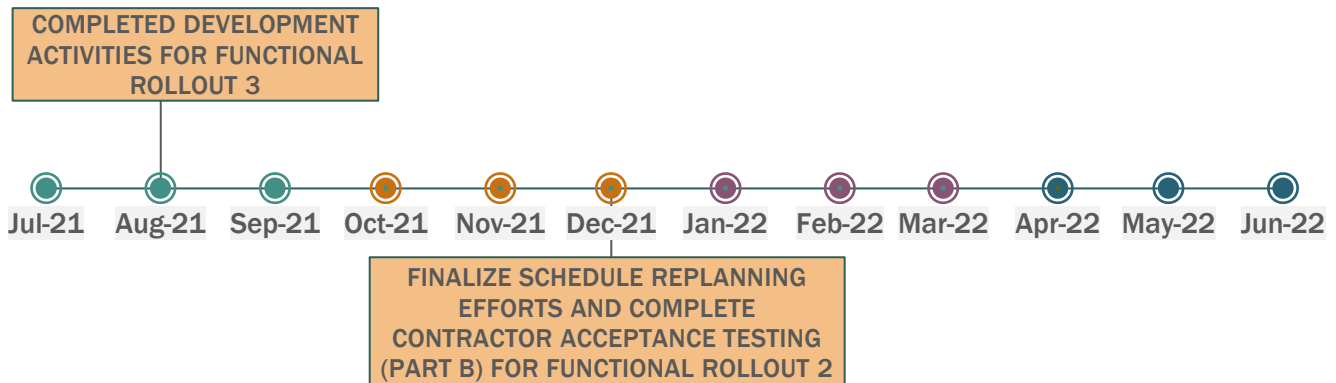 COMPLETED DEVELOPMENT
ACTIVITIES FOR FUNCTIONAL
ROLLOUT 3
Jul-21 Aug-21 Sep-21 Oct-21 Nov-21 Dec-21 Jan-22 Feb-22 Mar-22 Apr-22 May-22 Jun-22
FINALIZE SCHEDULE REPLANNING
EFFORTS AND COMPLETE
CONTRACTOR ACCEPTANCE TESTING
(PART B) FOR FUNCTIONAL ROLLOUT 2